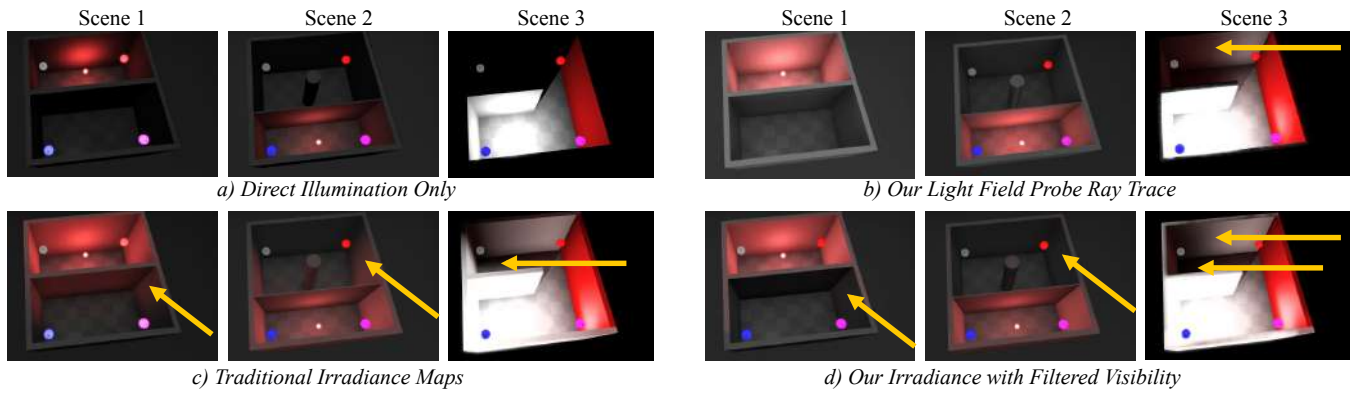 Scene 1 Scene 2 Scene 3 Scene 1 Scene 2 Scene 3
a) Direct Illumination Only b) Our Light Field Probe Ray Trace
c) Traditional Irradiance Maps d) Our Irradiance with Filtered Visibility